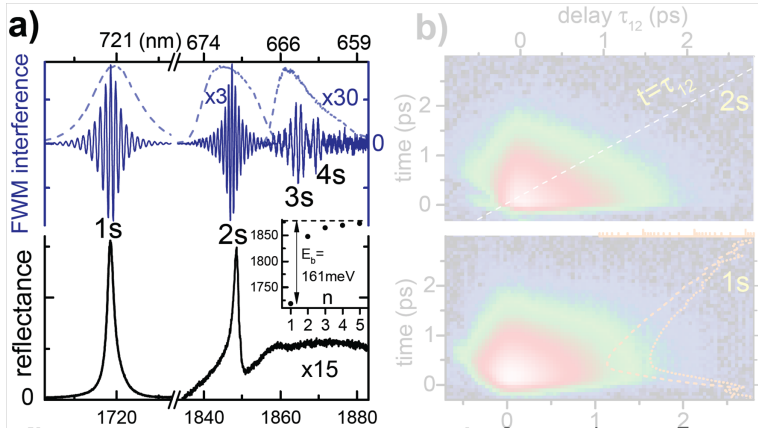 a)
721 (nm) 674 666 659
FWM interference
x3
x30
0
3s
4s
1s
2s
reflectance
0
1850
1800
1750
E_b=
161meV
1 2 3 4 5
n
x15
1720 1840 1860 1880
b)
delay τ₁₂ (ps)
0 1 2
time (ps)
2
1
0
t=τ₁₂
2s
time (ps)
2
1
0
1s
0 1 2